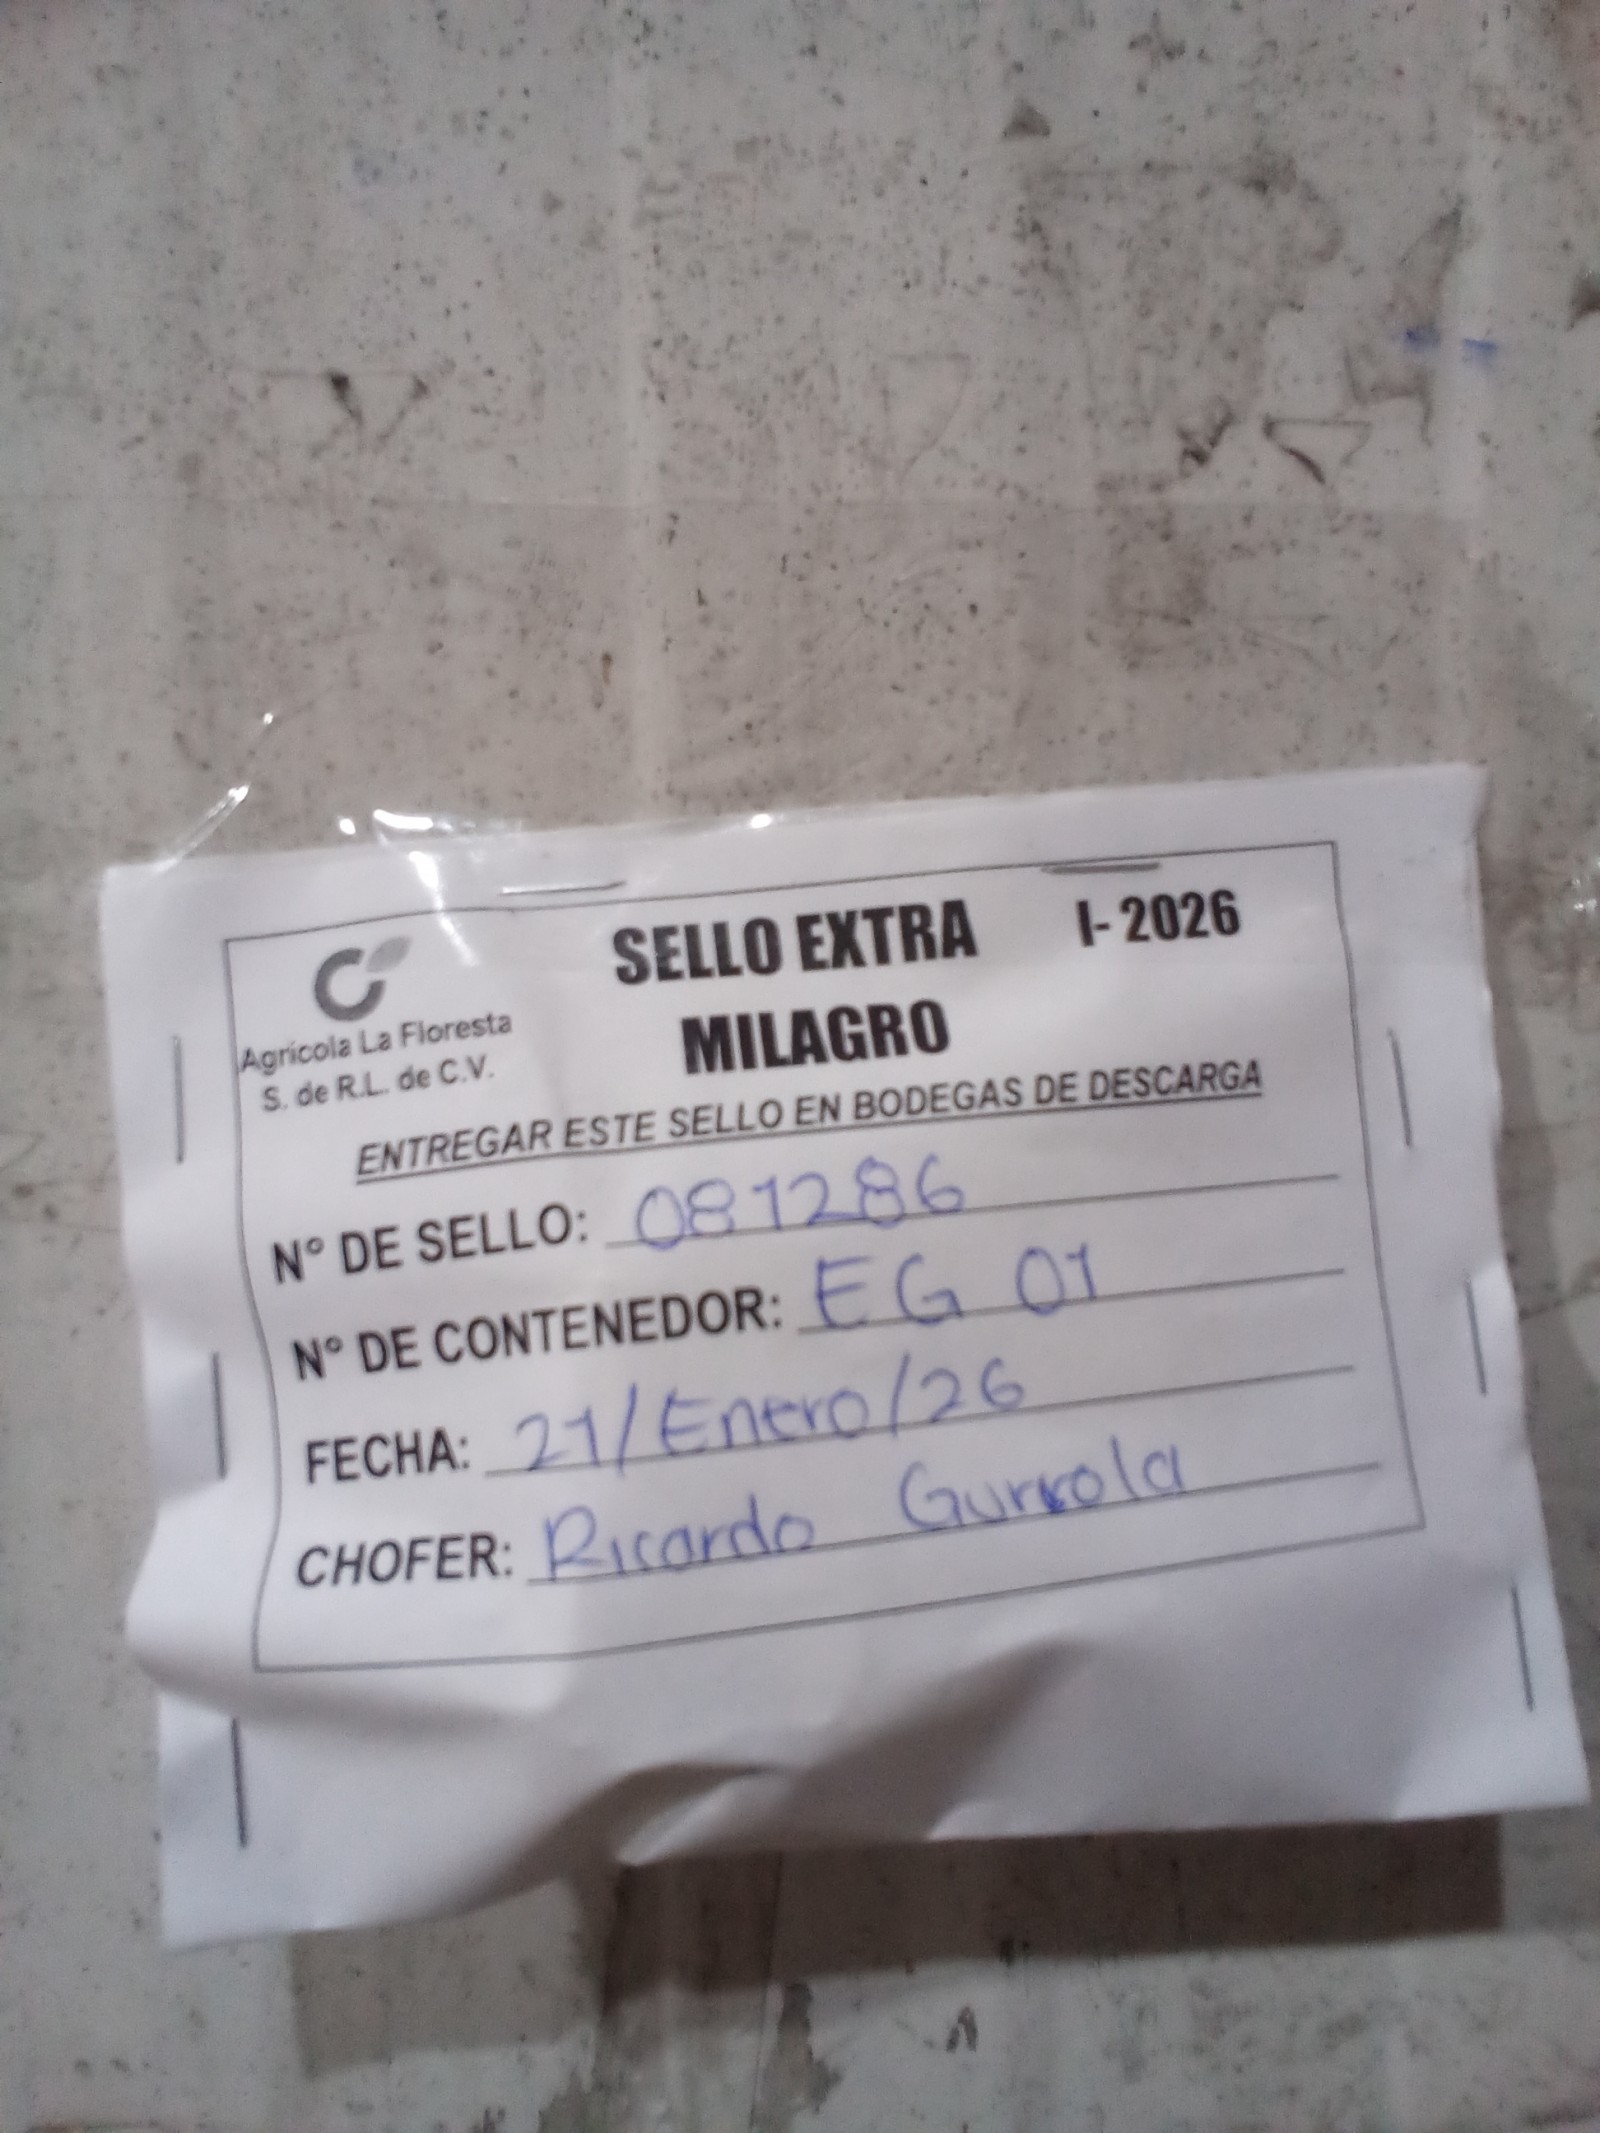 SELLO EXTRA I- 2026
MILAGRO
Agrícola La Floresta
S. de R.L. de C.V.
ENTREGAR ESTE SELLO EN BODEGAS DE DESCARGA
N° DE SELLO: 081286
N° DE CONTENEDOR: EG 01
FECHA: 21/Enero/26
CHOFER: Ricardo Gurrola